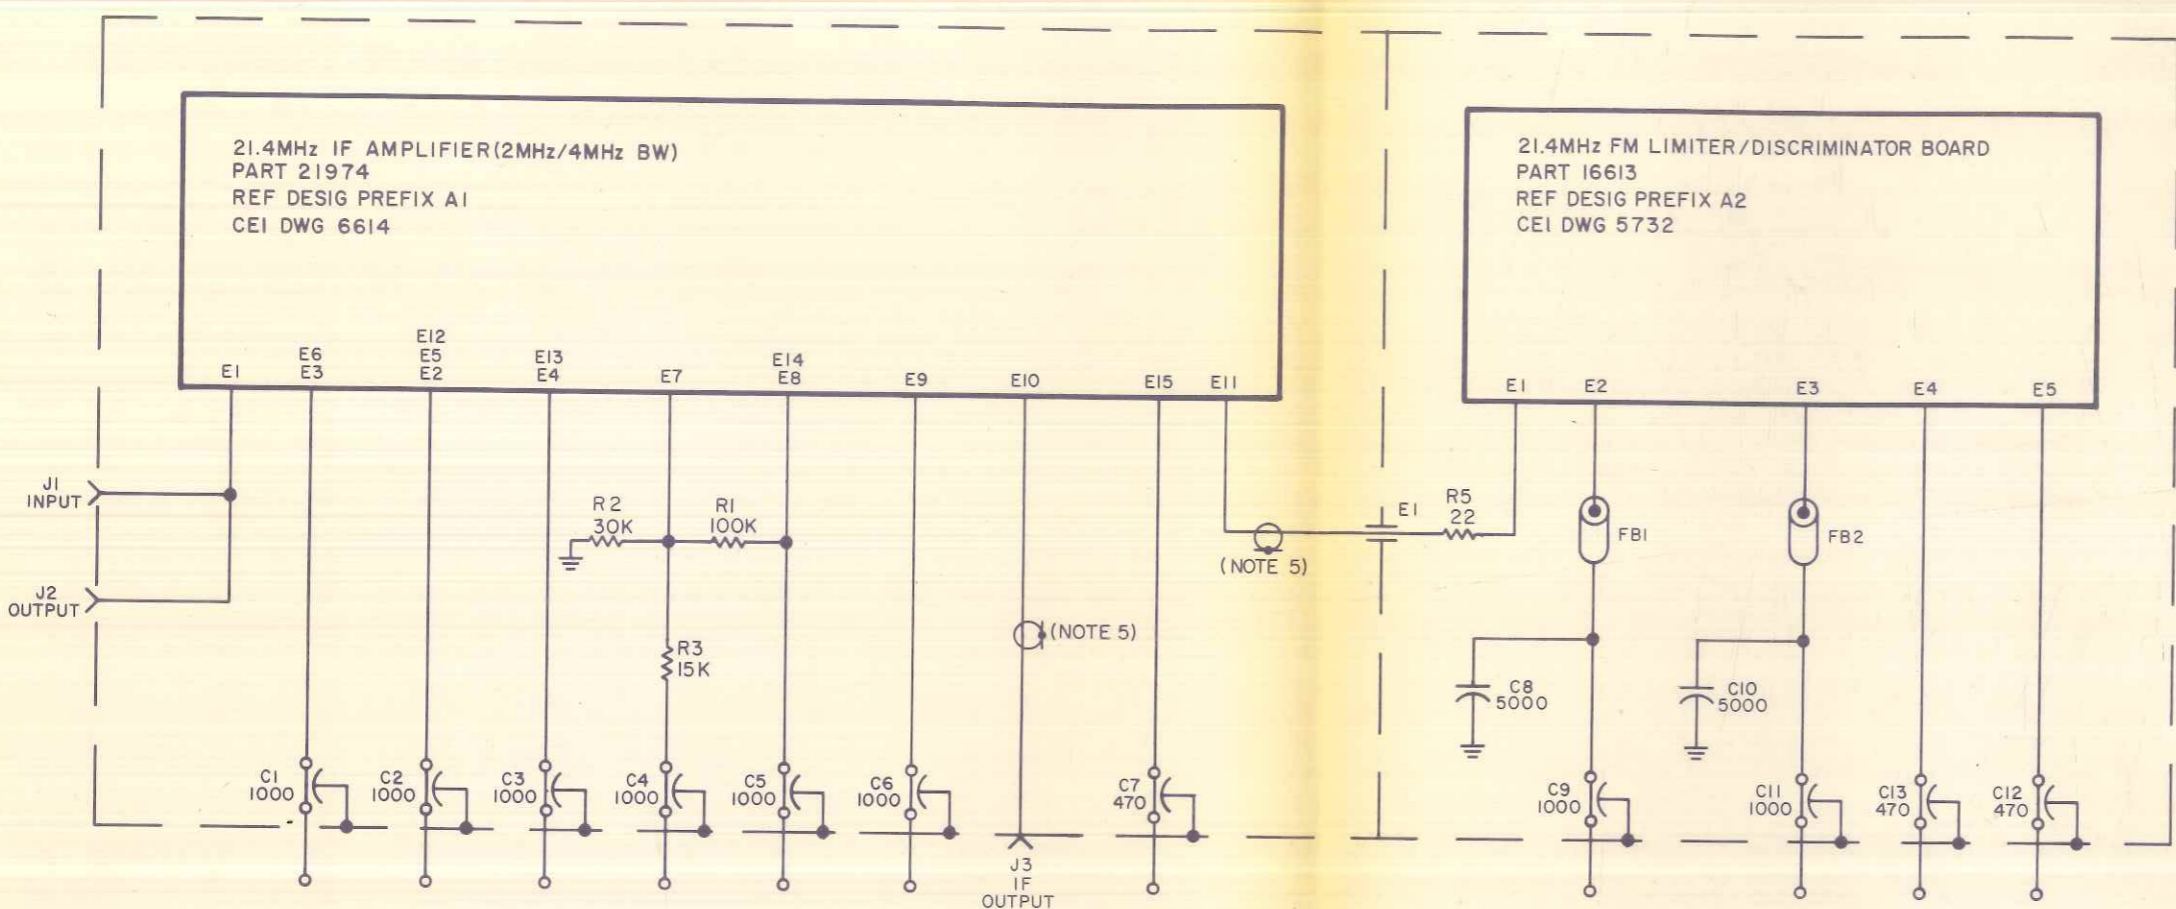 21.4MHz IF AMPLIFIER(2MHz/4MHz BW)
PART 21974
REF DESIG PREFIX A1
CEI DWG 6614
21.4MHz FM LIMITER/DISCRIMINATOR BOARD
PART 16613
REF DESIG PREFIX A2
CEI DWG 5732
E1
E6
E3
E12
E5
E2
E13
E4
E7
E14
E8
E9
E10
E15
E11
E1
E2
E3
E4
E5
J1
INPUT
J2
OUTPUT
R2
30K
R1
100K
R3
15K
(NOTE 5)
(NOTE 5)
E1
R5
22
FB1
FB2
C8
5000
C10
5000
C1
1000
C2
1000
C3
1000
C4
1000
C5
1000
C6
1000
C7
470
C9
1000
C11
1000
C13
470
C12
470
J3
IF
OUTPUT